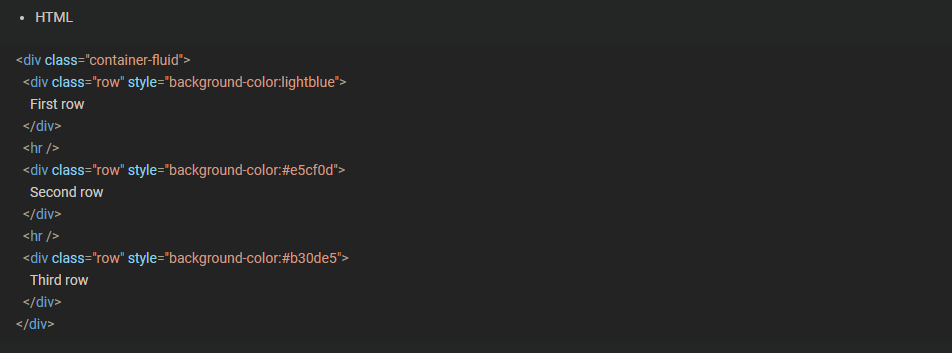 • HTML
<div class="container-fluid">
<div class="row" style="background-color:lightblue">
First row
</div>
<hr />
<div class="row" style="background-color:#e5cf0d">
Second row
</div>
<hr />
<div class="row" style="background-color:#b30de5">
Third row
</div>
</div>